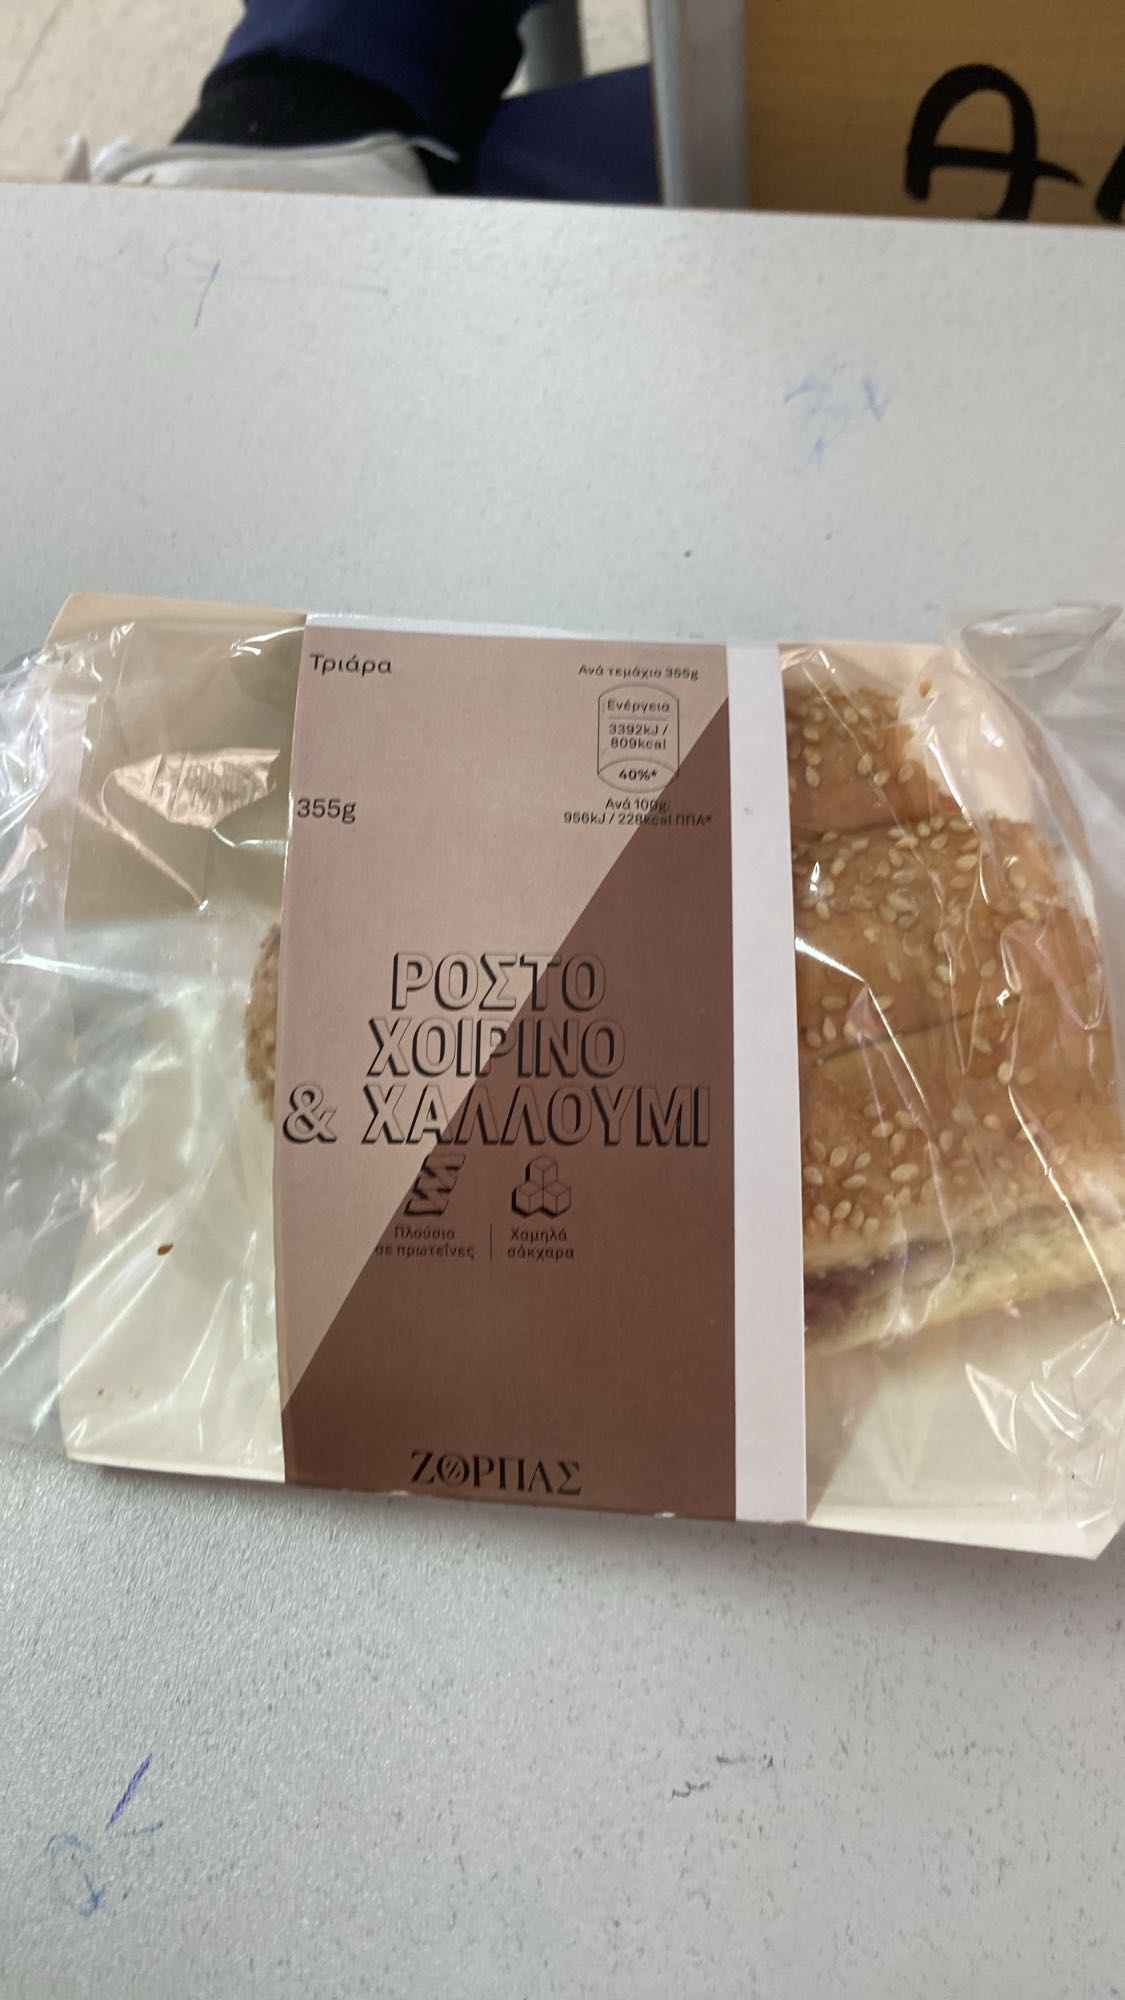 Τριάρα
Ανά τεμάχιο 355g
Ενέργεια
3392kJ /
809kcal
40%*
355g
Ανά 100g:
956kJ / 228kcal ΠΠΑ*
ΡΟΣΤΟ
ΧΟΙΡΙΝΟ
& ΧΑΛΛΟΥΜΙ
Πλούσιο
σε πρωτεΐνες
Χαμηλά
σάκχαρα
ΖΟΡΠΑΣ